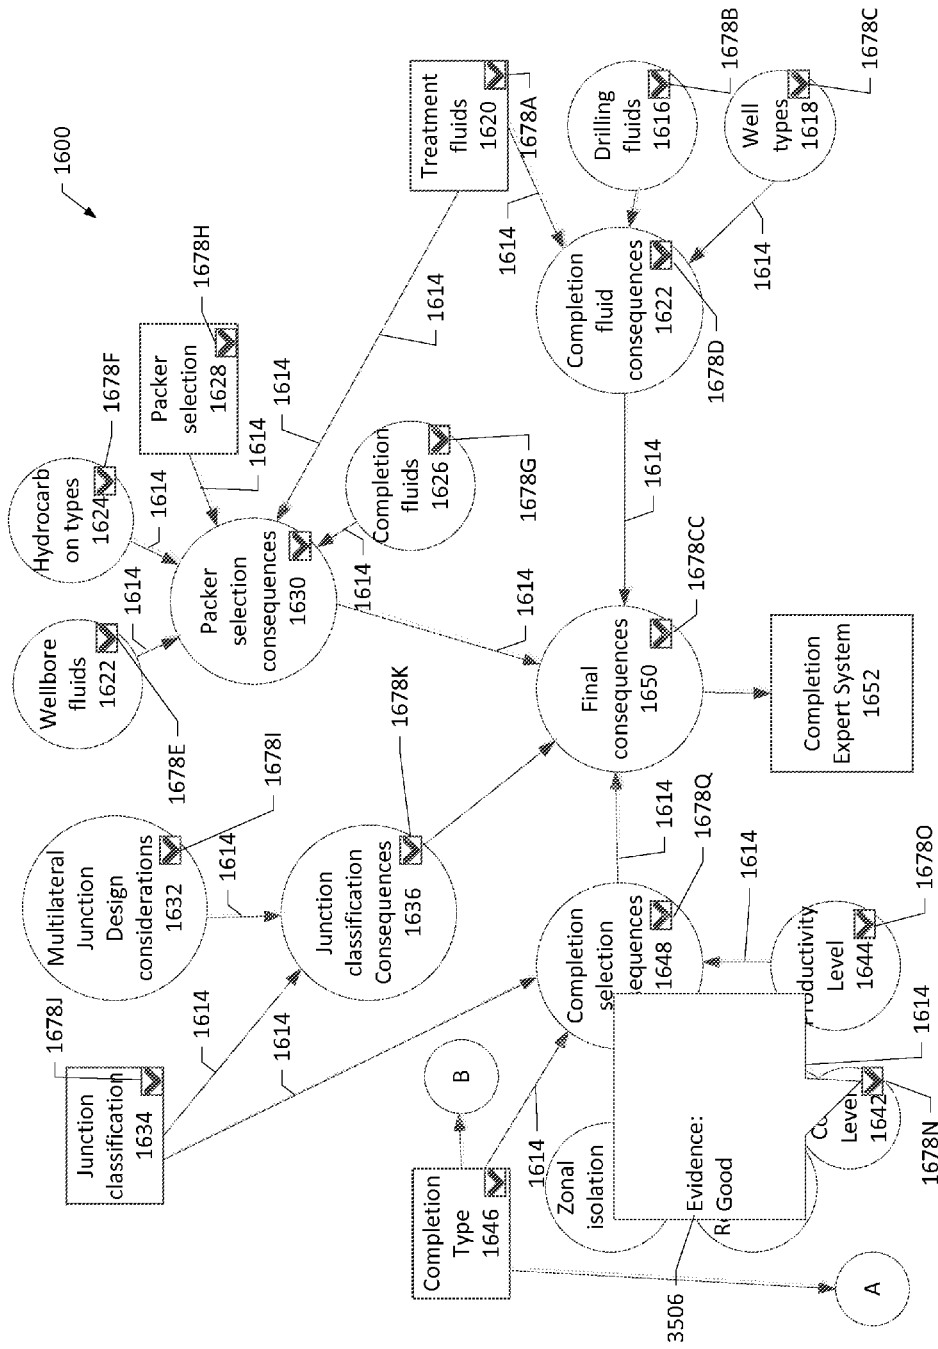 1600
Treatment
fluids
1620
1678A
1678B
Drilling
fluids
1616
1678C
Well
types
1618
1614
1614
Completion
fluid
consequences
1622
1678D
1614
1614
1678H
Packer
selection
1628
1614
1614
1678F
Hydrocarb
on types
1624
1614
Completion
fluids
1626
1678G
1614
Packer
selection
consequences
1630
Wellbore
fluids
1622
1614
1678E
1614
Final
consequences
1650
1678CC
Completion
Expert System
1652
1678I
Multilateral
Junction
Design
considerations
1632
1614
1678K
Junction
classification
Consequences
1636
1678J
Junction
classification
1634
1614
1614
1614
1678Q
Completion
selection
sequences
1648
1614
1678O
Productivity
Level
1644
1614
B
Completion
Type
1646
1614
Zonal
isolation
Evidence:
Good
3506
Level
1642
1678N
A